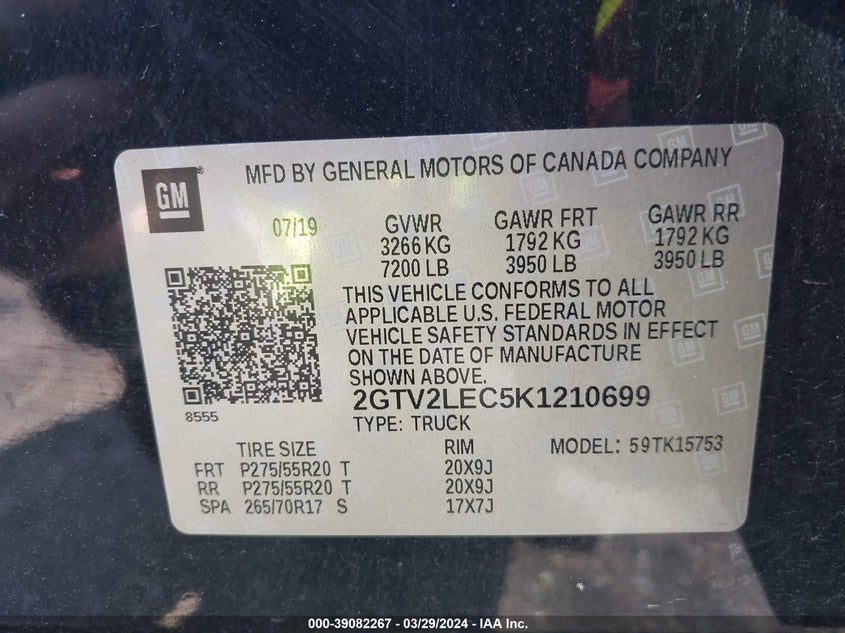 MFD BY GENERAL MOTORS OF CANADA COMPANY
GM
07/19
GVWR GAWR FRT GAWR RR
3266 KG 1792 KG 1792 KG
7200 LB 3950 LB 3950 LB
THIS VEHICLE CONFORMS TO ALL
APPLICABLE U.S. FEDERAL MOTOR
VEHICLE SAFETY STANDARDS IN EFFECT
ON THE DATE OF MANUFACTURE
SHOWN ABOVE.
2GTV2LEC5K1210699
8555
TYPE: TRUCK
TIRE SIZE RIM MODEL: 59TK15753
FRT P275/55R20 T 20X9J
RR P275/55R20 T 20X9J
SPA 265/70R17 S 17X7J
000-39082267 - 03/29/2024 - IAA Inc.